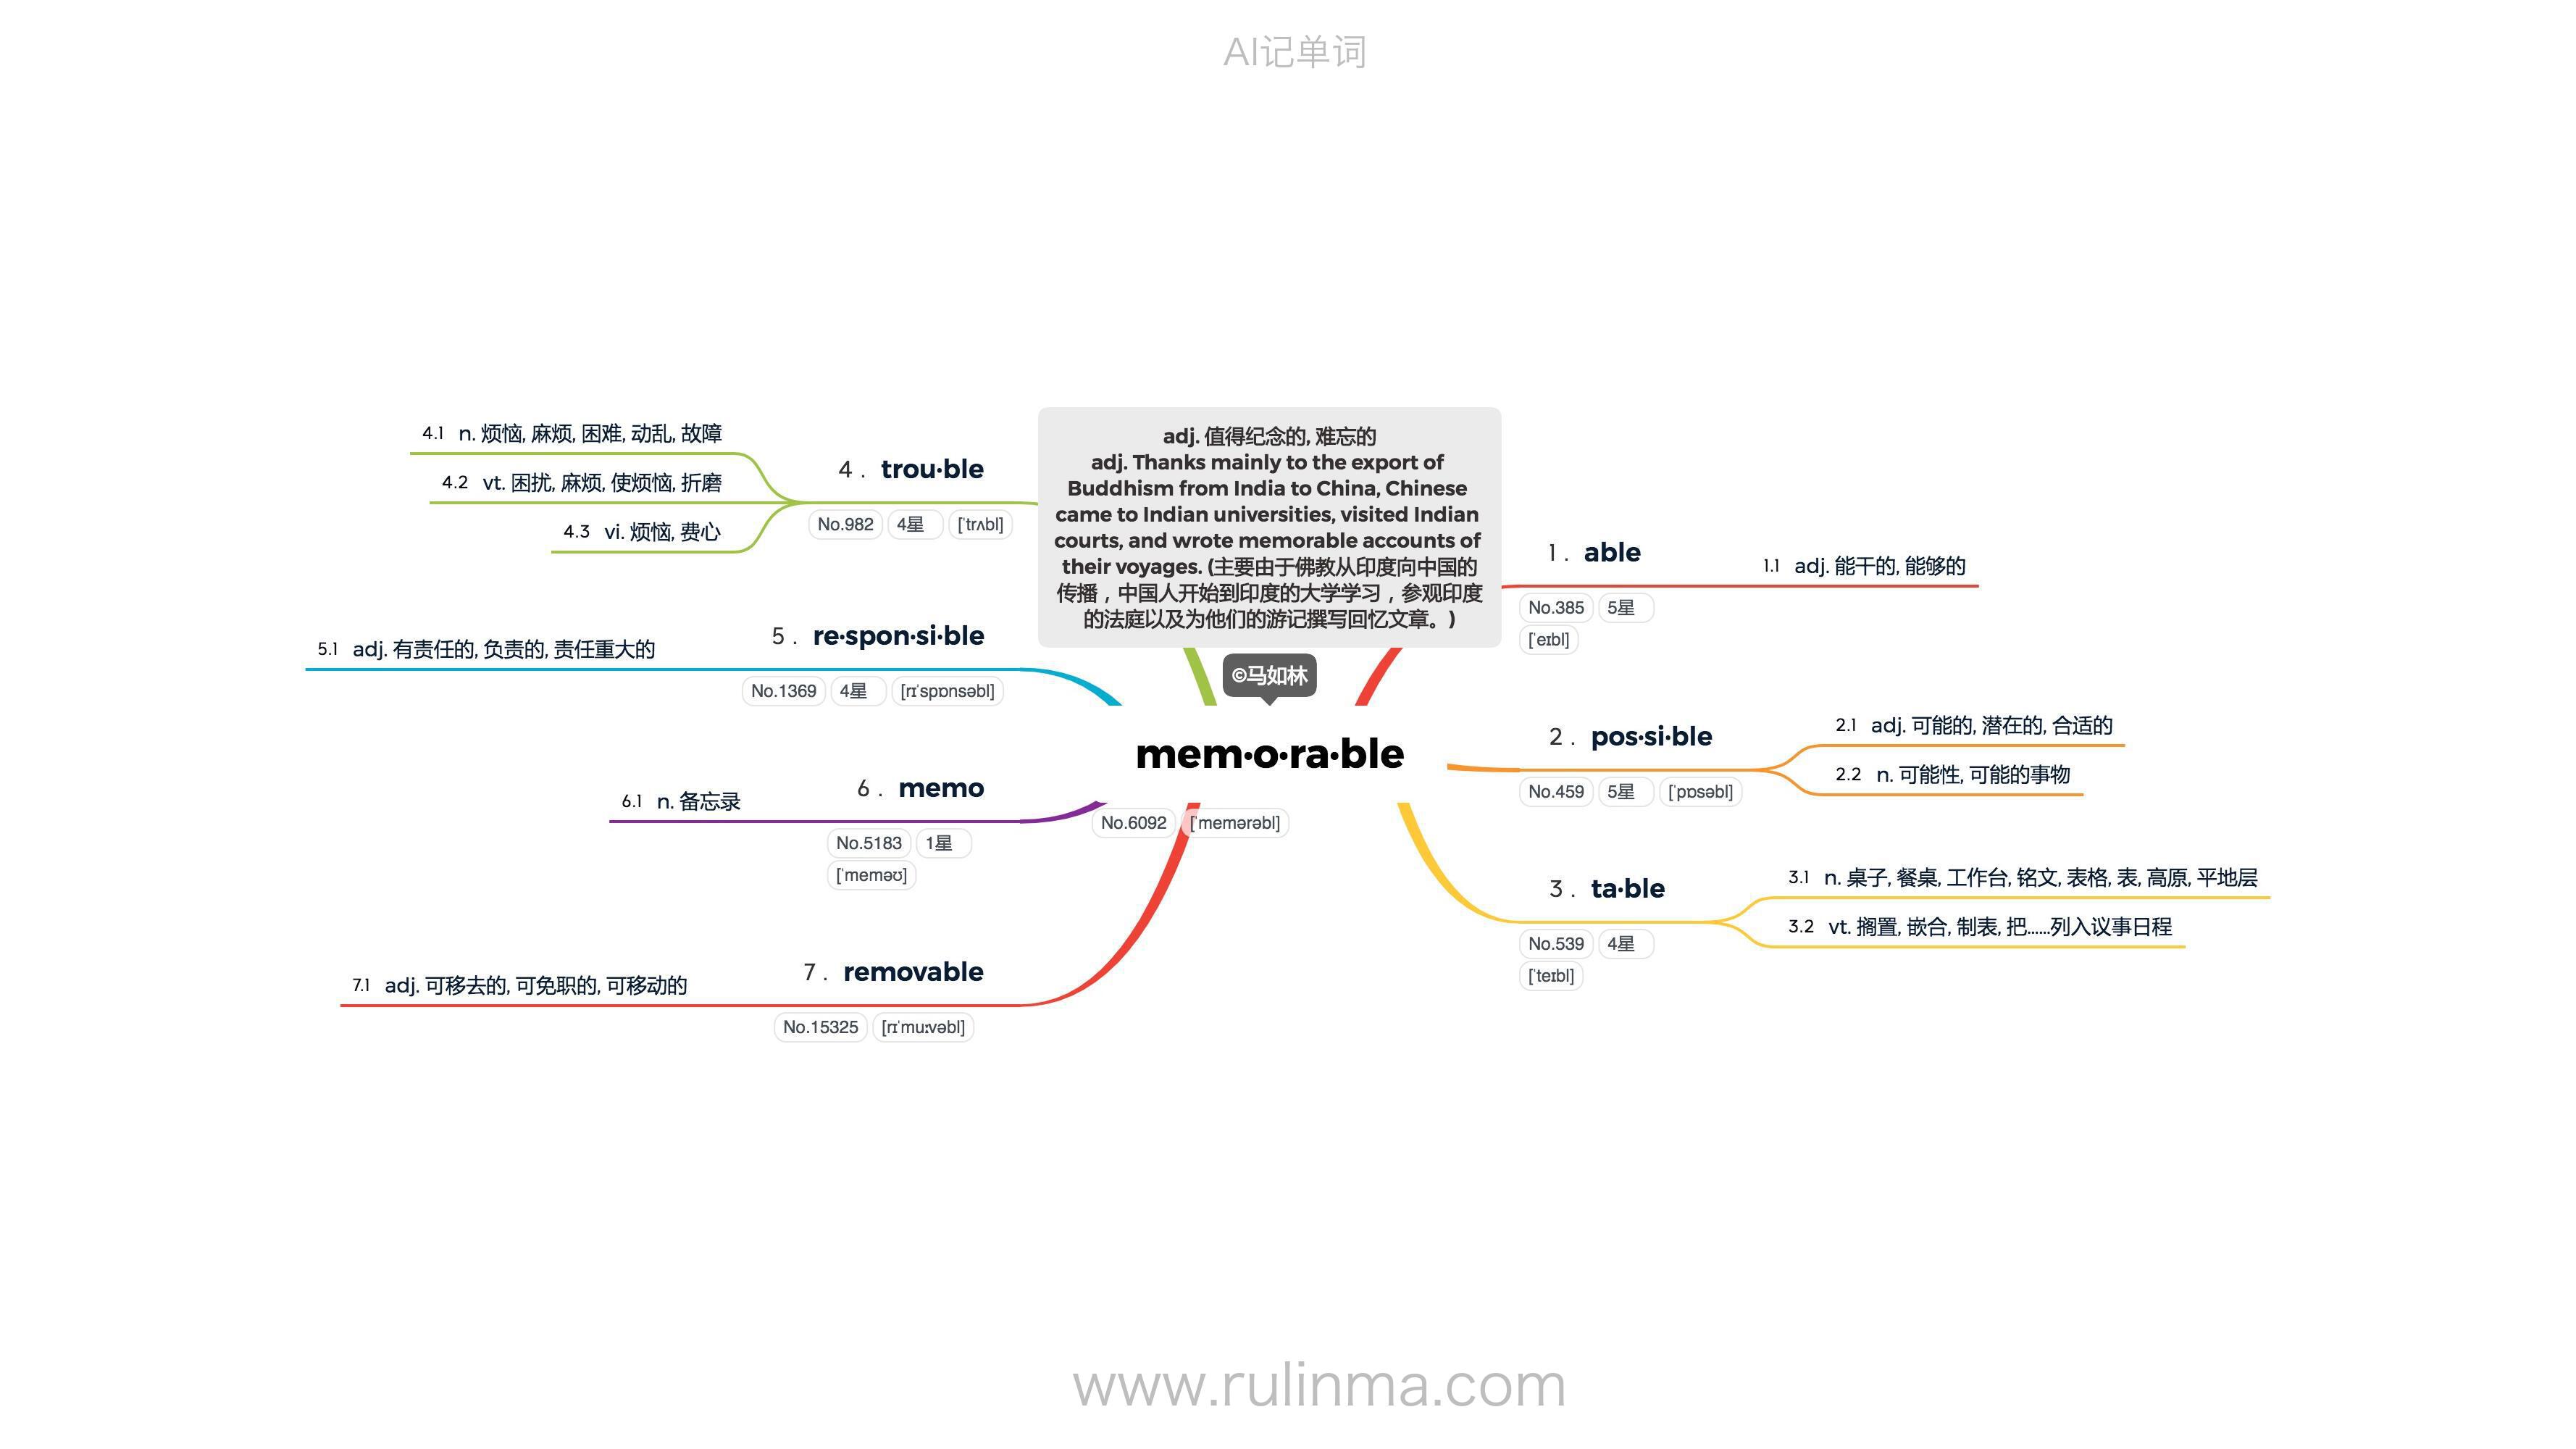 AI记单词
adj. 值得纪念的, 难忘的
adj. Thanks mainly to the export of
Buddhism from India to China, Chinese
came to Indian universities, visited Indian
courts, and wrote memorable accounts of
their voyages. (主要由于佛教从印度向中国的
传播，中国人开始到印度的大学学习，参观印度
的法庭以及为他们的游记撰写回忆文章。)
©马如林
mem·o·ra·ble
No.6092 [ˈmemərəbl]
1 . able
No.385 5星
[ˈeɪbl]
1.1 adj. 能干的, 能够的
2 . pos·si·ble
No.459 5星 [ˈpɒsəbl]
2.1 adj. 可能的, 潜在的, 合适的
2.2 n. 可能性, 可能的事物
3 . ta·ble
No.539 4星
[ˈteɪbl]
3.1 n. 桌子, 餐桌, 工作台, 铭文, 表格, 表, 高原, 平地层
3.2 vt. 搁置, 嵌合, 制表, 把……列入议事日程
4 . trou·ble
No.982 4星 [ˈtrʌbl]
4.1 n. 烦恼, 麻烦, 困难, 动乱, 故障
4.2 vt. 困扰, 麻烦, 使烦恼, 折磨
4.3 vi. 烦恼, 费心
5 . re·spon·si·ble
No.1369 4星 [rɪˈspɒnsəbl]
5.1 adj. 有责任的, 负责的, 责任重大的
6 . memo
No.5183 1星
[ˈmeməʊ]
6.1 n. 备忘录
7 . removable
No.15325 [rɪˈmuːvəbl]
7.1 adj. 可移去的, 可免职的, 可移动的
www.rulinma.com